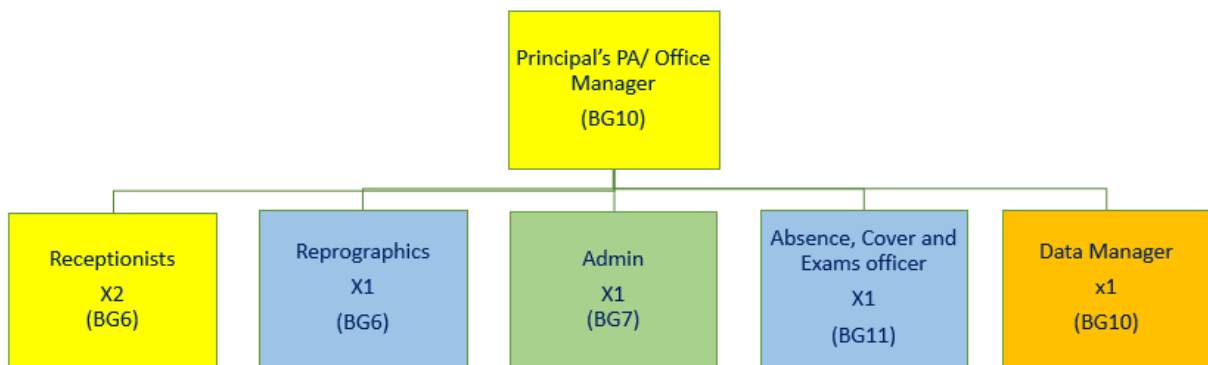 Principal's PA/ Office
Manager
(BG10)
Receptionists
X2
(BG6)
Reprographics
X1
(BG6)
Admin
X1
(BG7)
Absence, Cover and
Exams officer
X1
(BG11)
Data Manager
x1
(BG10)